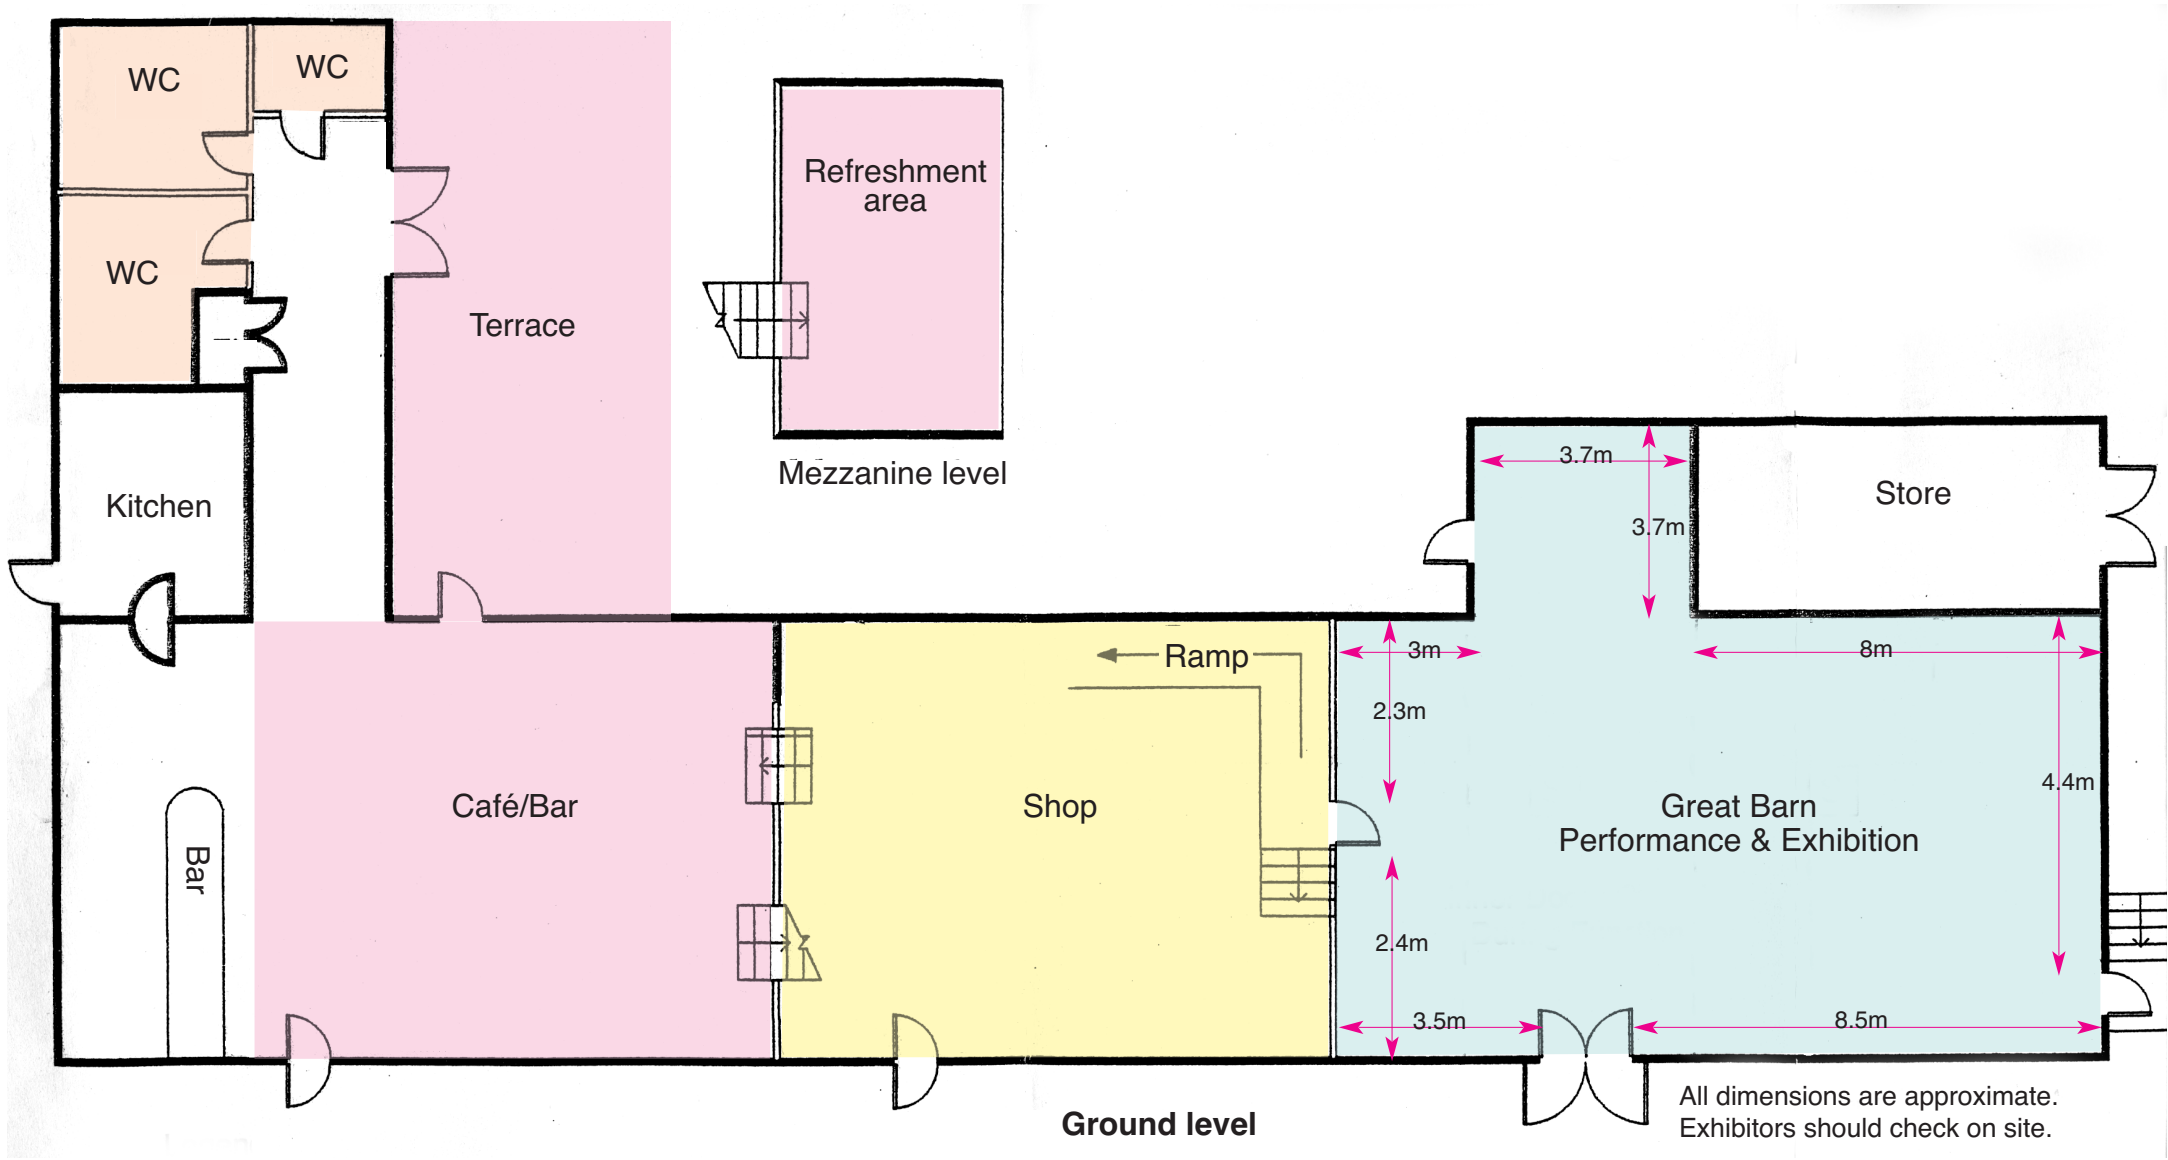 WC
WC
Refreshment
area
WC
Terrace
Mezzanine level
3.7m
Store
Kitchen
3.7m
Ramp
3m
8m
2.3m
4.4m
Café/Bar
Shop
Great Barn
Performance & Exhibition
Bar
2.4m
3.5m
8.5m
All dimensions are approximate.
Exhibitors should check on site.
Ground level